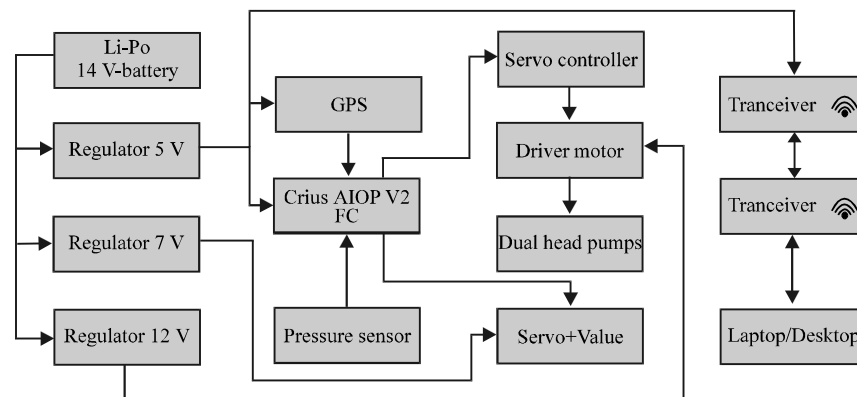 Li-Po
14 V-battery
Regulator 5 V
Regulator 7 V
Regulator 12 V
GPS
Crius AIOP V2
FC
Pressure sensor
Servo controller
Driver motor
Dual head pumps
Servo+Value
Tranceiver
Tranceiver
Laptop/Desktop